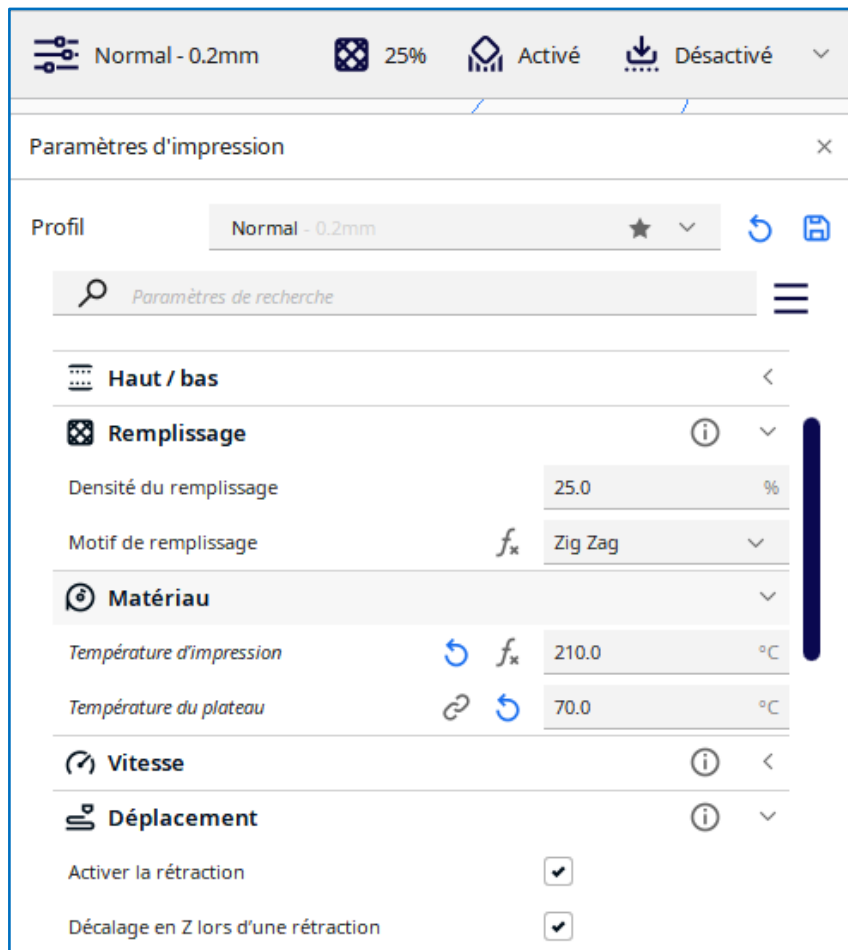 Normal - 0.2mm 25% Activé Désactivé
Paramètres d'impression
Profil Normal - 0.2mm
Paramètres de recherche
Haut / bas
Remplissage
Densité du remplissage 25.0 %
Motif de remplissage fx Zig Zag
Matériau
Température d'impression fx 210.0 °C
Température du plateau 70.0 °C
Vitesse
Déplacement
Activer la rétraction
Décalage en Z lors d'une rétraction